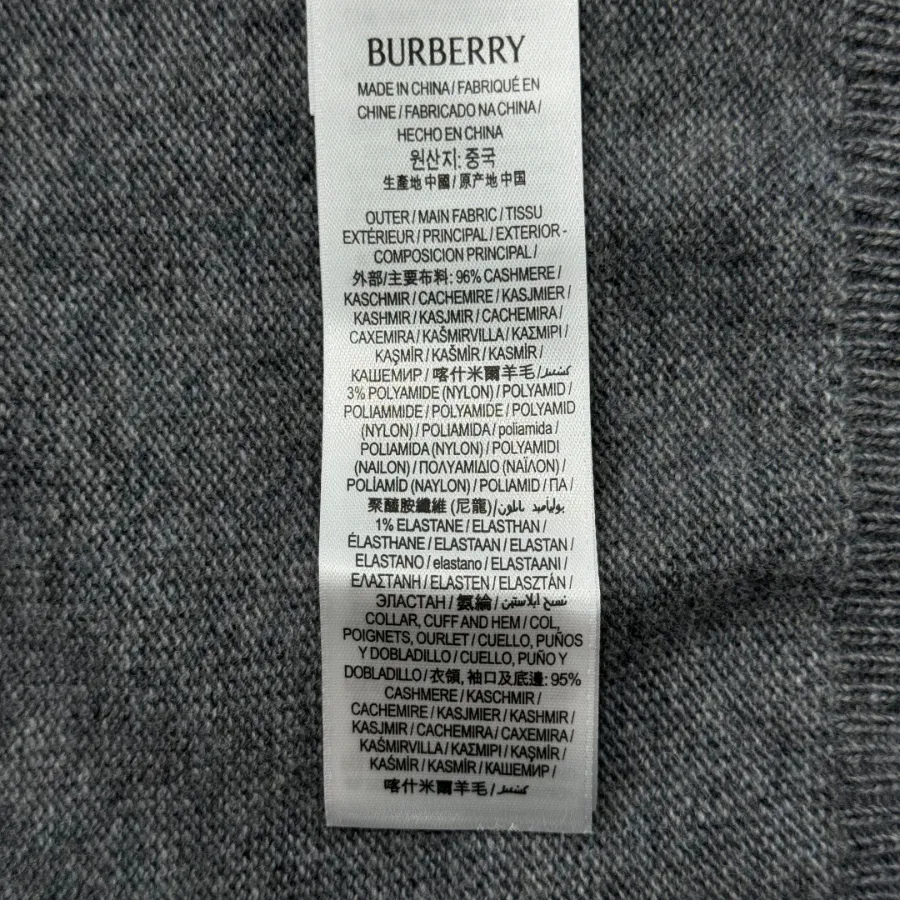 BURBERRY
MADE IN CHINA / FABRIQUÉ EN
CHINE / FABRICADO NA CHINA /
HECHO EN CHINA
원산지: 중국
生產地 中國 / 原产地 中国
OUTER / MAIN FABRIC / TISSU
EXTÉRIEUR / PRINCIPAL / EXTERIOR -
COMPOSICION PRINCIPAL /
外部/主要布料: 96% CASHMERE /
KASCHMIR / CACHEMIRE / KASJMIER /
KASHMIR / KASJMIR / CACHEMIRA /
CAXEMIRA / KAŠMIRVILLA / ΚΑΣΜΙΡΙ /
KAŞMİR / KAŠMÍR / KASMÍR /
КАШЕМИР / 喀什米爾羊毛 / كشمير
3% POLYAMIDE (NYLON) / POLYAMID /
POLIAMMIDE / POLYAMIDE / POLYAMID
(NYLON) / POLIAMIDA / poliamida /
POLIAMIDA (NYLON) / POLYAMIDI
(NAILON) / ΠΟΛΥΑΜΙΔΙΟ (ΝΑΪΛΟΝ) /
POLİAMİD (NAYLON) / POLIAMID / ПА /
聚醯胺纖維 (尼龍) / بولياميد نايلون /
1% ELASTANE / ELASTHAN /
ÉLASTHANE / ELASTAAN / ELASTAN /
ELASTANO / elastano / ELASTAANI /
ΕΛΑΣΤΑΝΗ / ELASTEN / ELASZTÁN /
ЭЛАСТАН / 氨綸 / نسيج ايلاستين
COLLAR, CUFF AND HEM / COL,
POIGNETS, OURLET / CUELLO, PUÑOS
Y DOBLADILLO / CUELLO, PUÑO Y
DOBLADILLO / 衣領, 袖口及底邊: 95%
CASHMERE / KASCHMIR /
CACHEMIRE / KASJMIER / KASHMIR /
KASJMIR / CACHEMIRA / CAXEMIRA /
KAŠMIRVILLA / ΚΑΣΜΙΡΙ / KAŞMİR /
KAŠMÍR / KASMÍR / КАШЕМИР /
喀什米爾羊毛 / كشمير